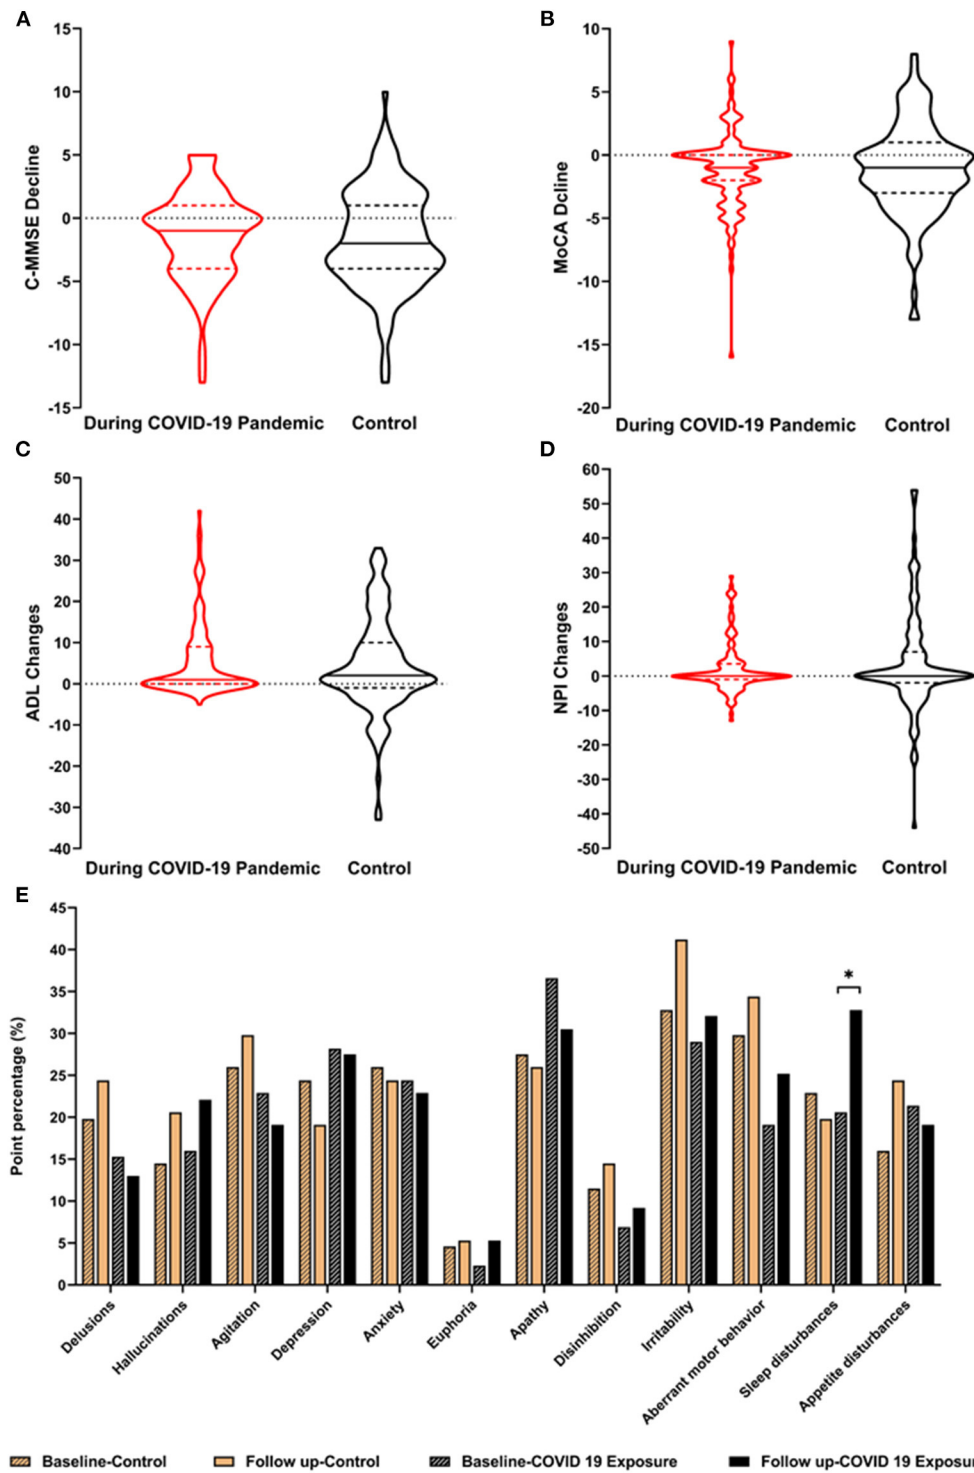 A
15
10
5
0
-5
-10
-15
C-MMSE Decline
During COVID-19 Pandemic Control
B
10
5
0
-5
-10
-15
-20
MoCA Dcline
During COVID-19 Pandemic Control
C
50
40
30
20
10
0
-10
-20
-30
-40
ADL Changes
During COVID-19 Pandemic Control
D
60
50
40
30
20
10
0
-10
-20
-30
-40
-50
NPI Changes
During COVID-19 Pandemic Control
E
45
40
35
30
25
20
15
10
5
0
Point percentage (%)
*
Delusions
Hallucinations
Agitation
Depression
Anxiety
Euphoria
Apathy
Disinhibition
Irritability
Aberrant motor behavior
Sleep disturbances
Appetite disturbances
Baseline-Control Follow up-Control Baseline-COVID 19 Exposure Follow up-COVID 19 Exposur